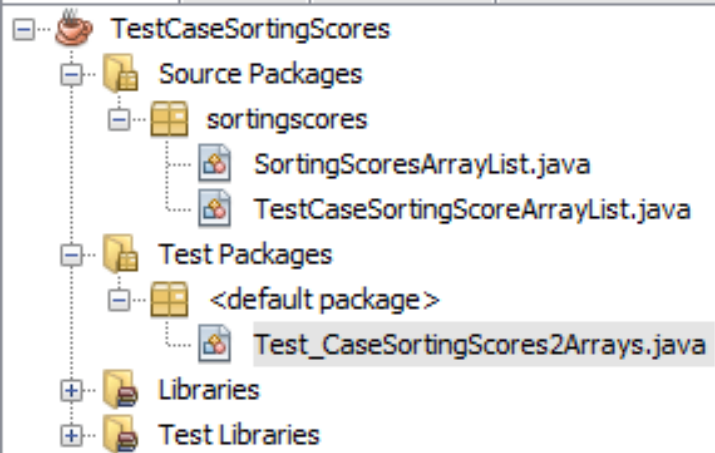 TestCaseSortingScores
Source Packages
sortingscores
SortingScoresArrayList.java
TestCaseSortingScoreArrayList.java
Test Packages
<default package>
Test_CaseSortingScores2Arrays.java
Libraries
Test Libraries